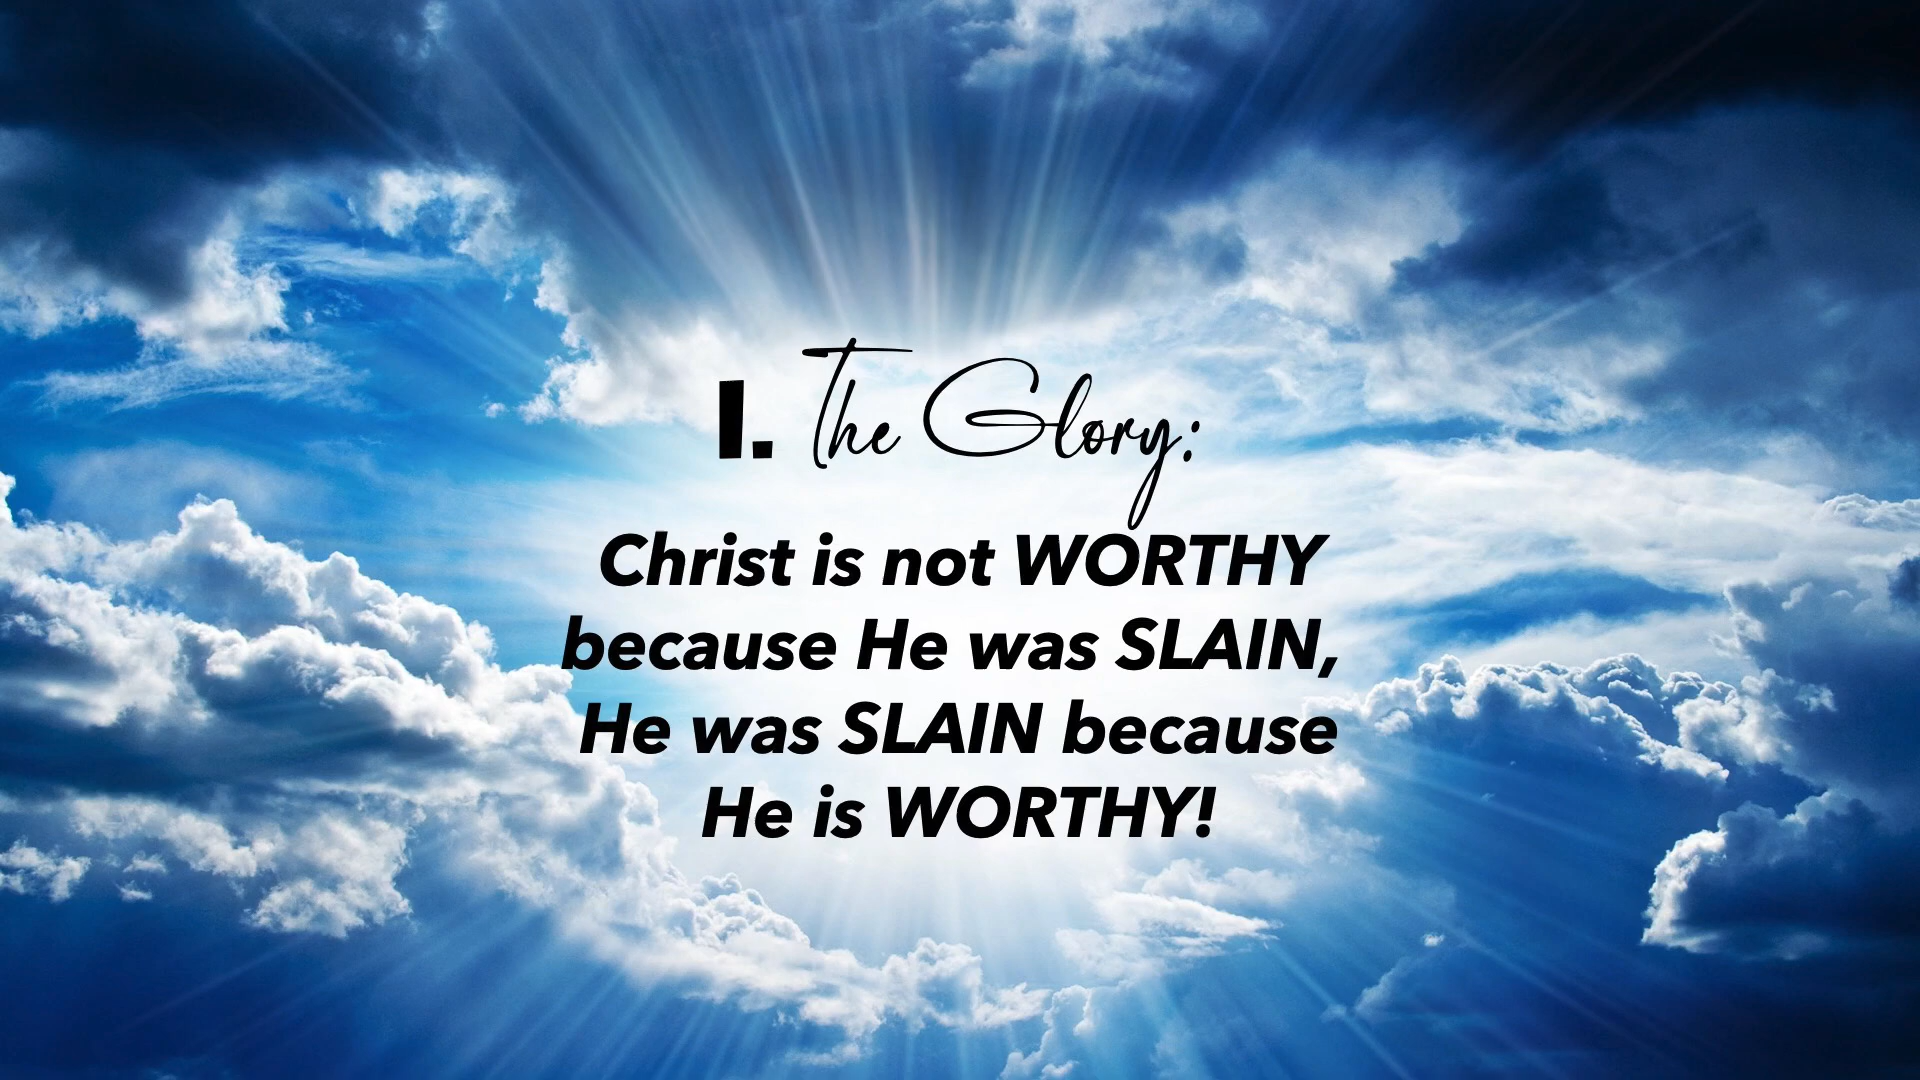 I. The Glory:
Christ is not WORTHY
because He was SLAIN,
He was SLAIN because
He is WORTHY!